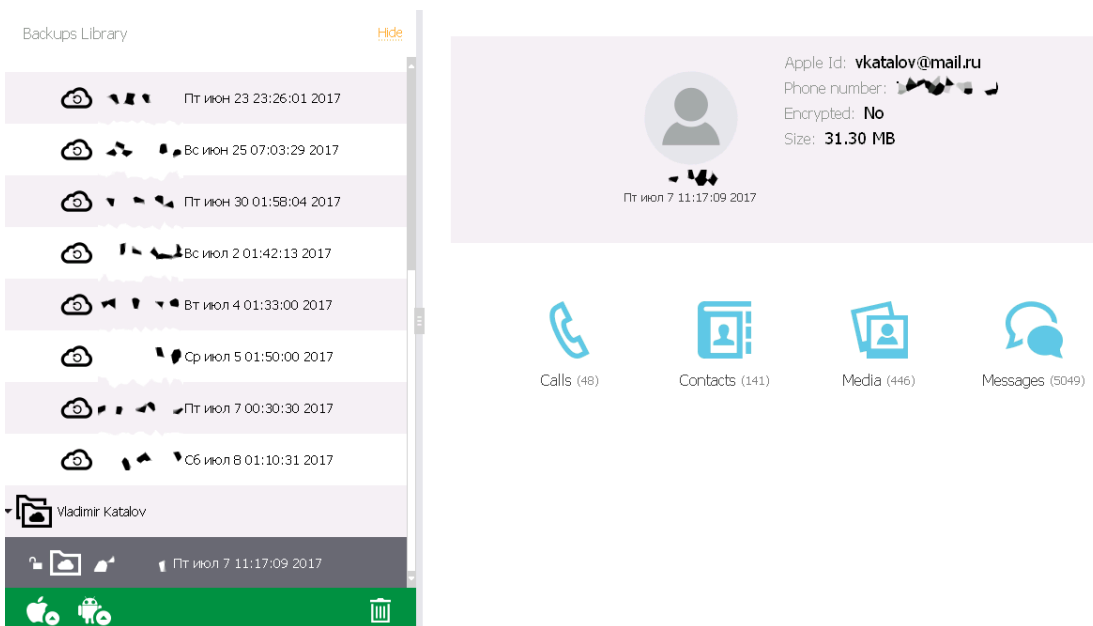 Backups Library
Hide
Пт июн 23 23:26:01 2017
Вс июн 25 07:03:29 2017
Пт июн 30 01:58:04 2017
Вс июл 2 01:42:13 2017
Вт июл 4 01:33:00 2017
Ср июл 5 01:50:00 2017
Пт июл 7 00:30:30 2017
Сб июл 8 01:10:31 2017
Vladimir Katalov
Пт июл 7 11:17:09 2017
Apple Id: vkatalov@mail.ru
Phone number:
Encrypted: No
Size: 31.30 MB
Пт июл 7 11:17:09 2017
Calls (48)
Contacts (141)
Media (446)
Messages (5049)